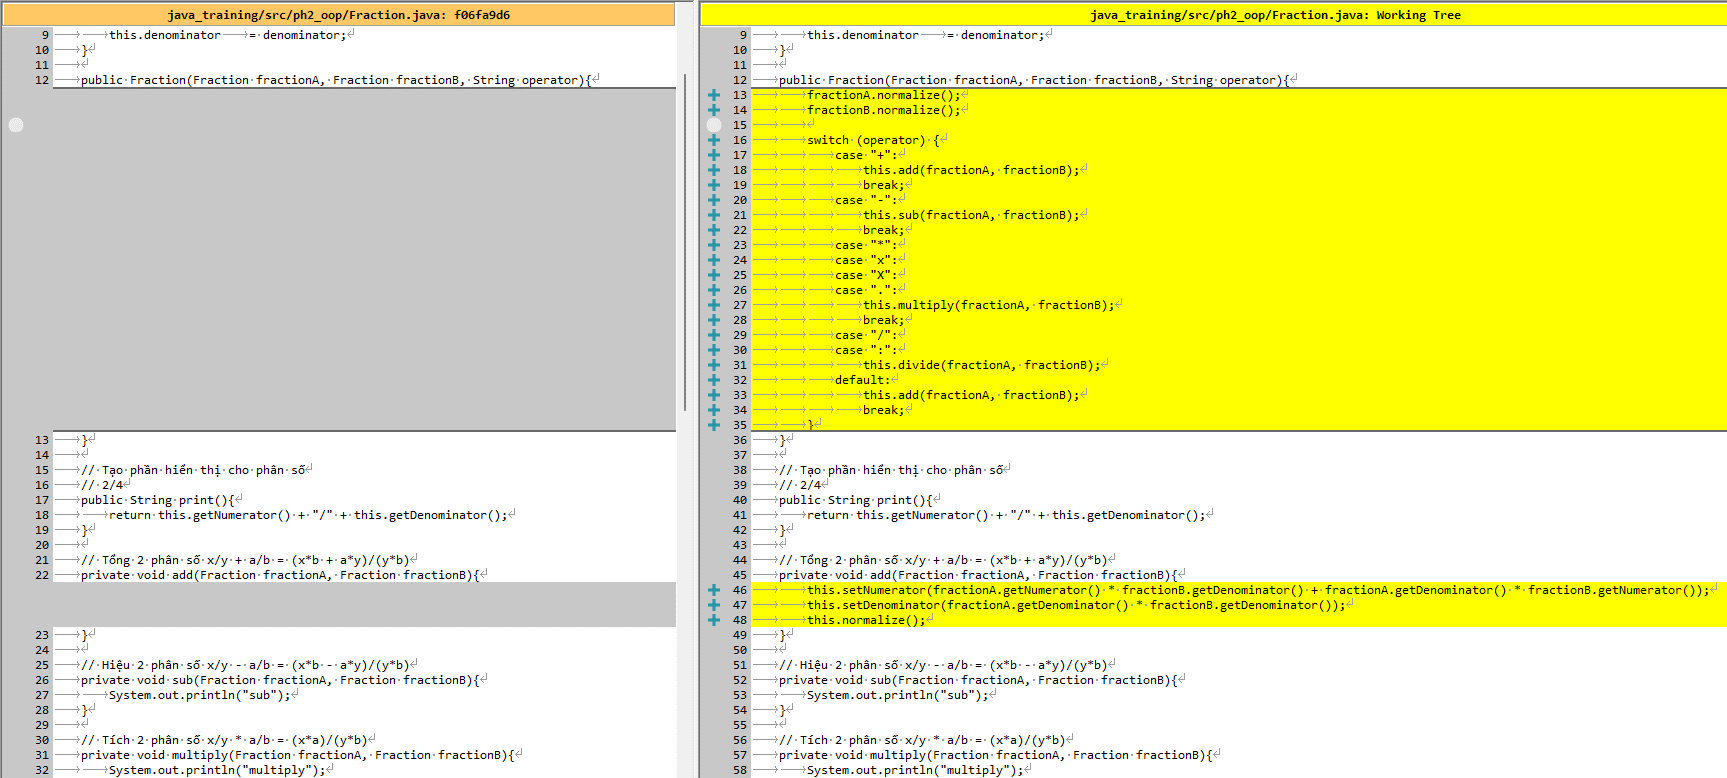 java_training/src/ph2_oop/Fraction.java: f06fa9d6
9 this.denominator = denominator;
10 }
11
12 public Fraction(Fraction fractionA, Fraction fractionB, String operator){
13 }
14
15 // Tạo phần hiển thị cho phân số
16 // 2/4
17 public String print(){
18 return this.getNumerator() + "/" + this.getDenominator();
19 }
20
21 // Tổng 2 phân số x/y + a/b = (x*b + a*y)/(y*b)
22 private void add(Fraction fractionA, Fraction fractionB){
23 }
24
25 // Hiệu 2 phân số x/y - a/b = (x*b - a*y)/(y*b)
26 private void sub(Fraction fractionA, Fraction fractionB){
27 System.out.println("sub");
28 }
29
30 // Tích 2 phân số x/y * a/b = (x*a)/(y*b)
31 private void multiply(Fraction fractionA, Fraction fractionB){
32 System.out.println("multiply");
java_training/src/ph2_oop/Fraction.java: Working Tree
9 this.denominator = denominator;
10 }
11
12 public Fraction(Fraction fractionA, Fraction fractionB, String operator){
13 fractionA.normalize();
14 fractionB.normalize();
15
16 switch (operator) {
17 case "+":
18 this.add(fractionA, fractionB);
19 break;
20 case "-":
21 this.sub(fractionA, fractionB);
22 break;
23 case "*":
24 case "x":
25 case "X":
26 case ".":
27 this.multiply(fractionA, fractionB);
28 break;
29 case "/":
30 case ":":
31 this.divide(fractionA, fractionB);
32 default:
33 this.add(fractionA, fractionB);
34 break;
35 }
36 }
37
38 // Tạo phần hiển thị cho phân số
39 // 2/4
40 public String print(){
41 return this.getNumerator() + "/" + this.getDenominator();
42 }
43
44 // Tổng 2 phân số x/y + a/b = (x*b + a*y)/(y*b)
45 private void add(Fraction fractionA, Fraction fractionB){
46 this.setNumerator(fractionA.getNumerator() * fractionB.getDenominator() + fractionA.getDenominator() * fractionB.getNumerator());
47 this.setDenominator(fractionA.getDenominator() * fractionB.getDenominator());
48 this.normalize();
49 }
50
51 // Hiệu 2 phân số x/y - a/b = (x*b - a*y)/(y*b)
52 private void sub(Fraction fractionA, Fraction fractionB){
53 System.out.println("sub");
54 }
55
56 // Tích 2 phân số x/y * a/b = (x*a)/(y*b)
57 private void multiply(Fraction fractionA, Fraction fractionB){
58 System.out.println("multiply");